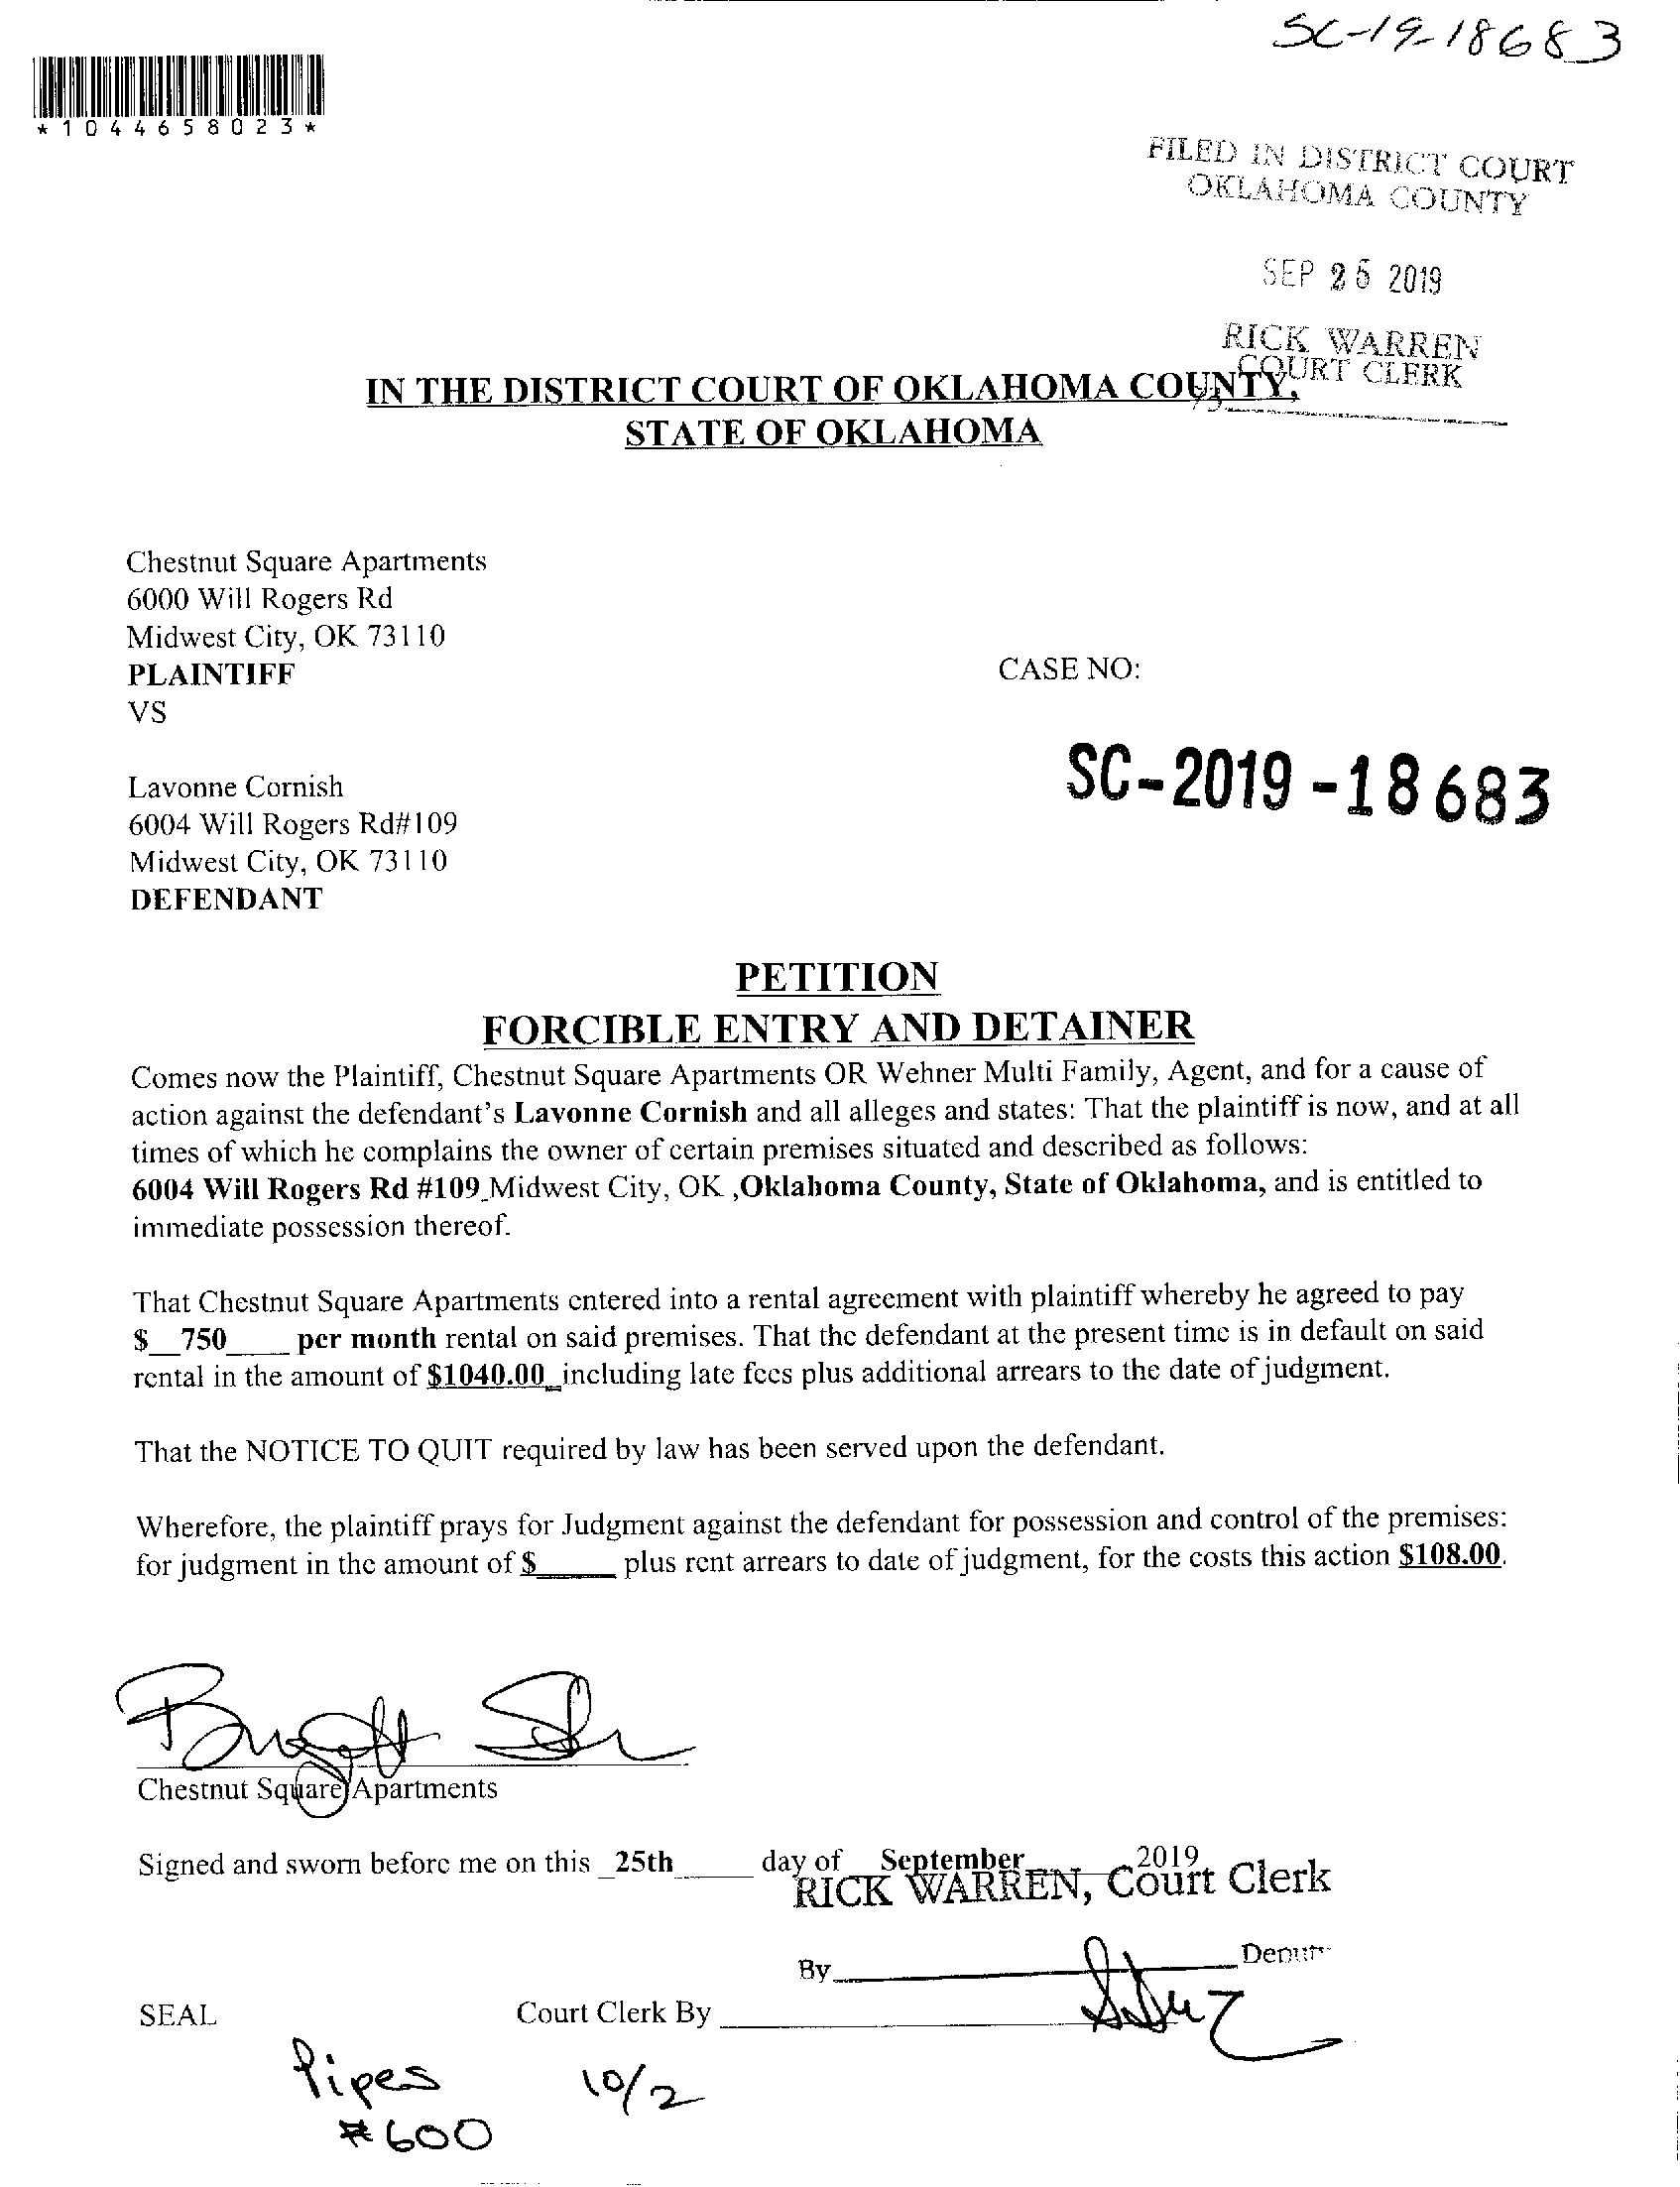 SC-19-18683
*1044658023*
FILED IN DISTRICT COURT
OKLAHOMA COUNTY
SEP 25 2019
RICK WARREN
COURT CLERK
IN THE DISTRICT COURT OF OKLAHOMA COUNTY,
STATE OF OKLAHOMA
Chestnut Square Apartments
6000 Will Rogers Rd
Midwest City, OK 73110
PLAINTIFF
CASE NO:
VS
SC-2019-18683
Lavonne Cornish
6004 Will Rogers Rd#109
Midwest City, OK 73110
DEFENDANT
PETITION
FORCIBLE ENTRY AND DETAINER
Comes now the Plaintiff, Chestnut Square Apartments OR Wehner Multi Family, Agent, and for a cause of
action against the defendant's Lavonne Cornish and all alleges and states: That the plaintiff is now, and at all
times of which he complains the owner of certain premises situated and described as follows:
6004 Will Rogers Rd #109_Midwest City, OK ,Oklahoma County, State of Oklahoma, and is entitled to
immediate possession thereof.
That Chestnut Square Apartments entered into a rental agreement with plaintiff whereby he agreed to pay
$__750____ per month rental on said premises. That the defendant at the present time is in default on said
rental in the amount of $1040.00_including late fees plus additional arrears to the date of judgment.
That the NOTICE TO QUIT required by law has been served upon the defendant.
Wherefore, the plaintiff prays for Judgment against the defendant for possession and control of the premises:
for judgment in the amount of $_____ plus rent arrears to date of judgment, for the costs this action $108.00.
Chestnut Square Apartments
Signed and sworn before me on this _25th_____ day of __September______2019
RICK WARREN, Court Clerk
By__________Deputy
SEAL Court Clerk By __________
Pipes 10/2
#600